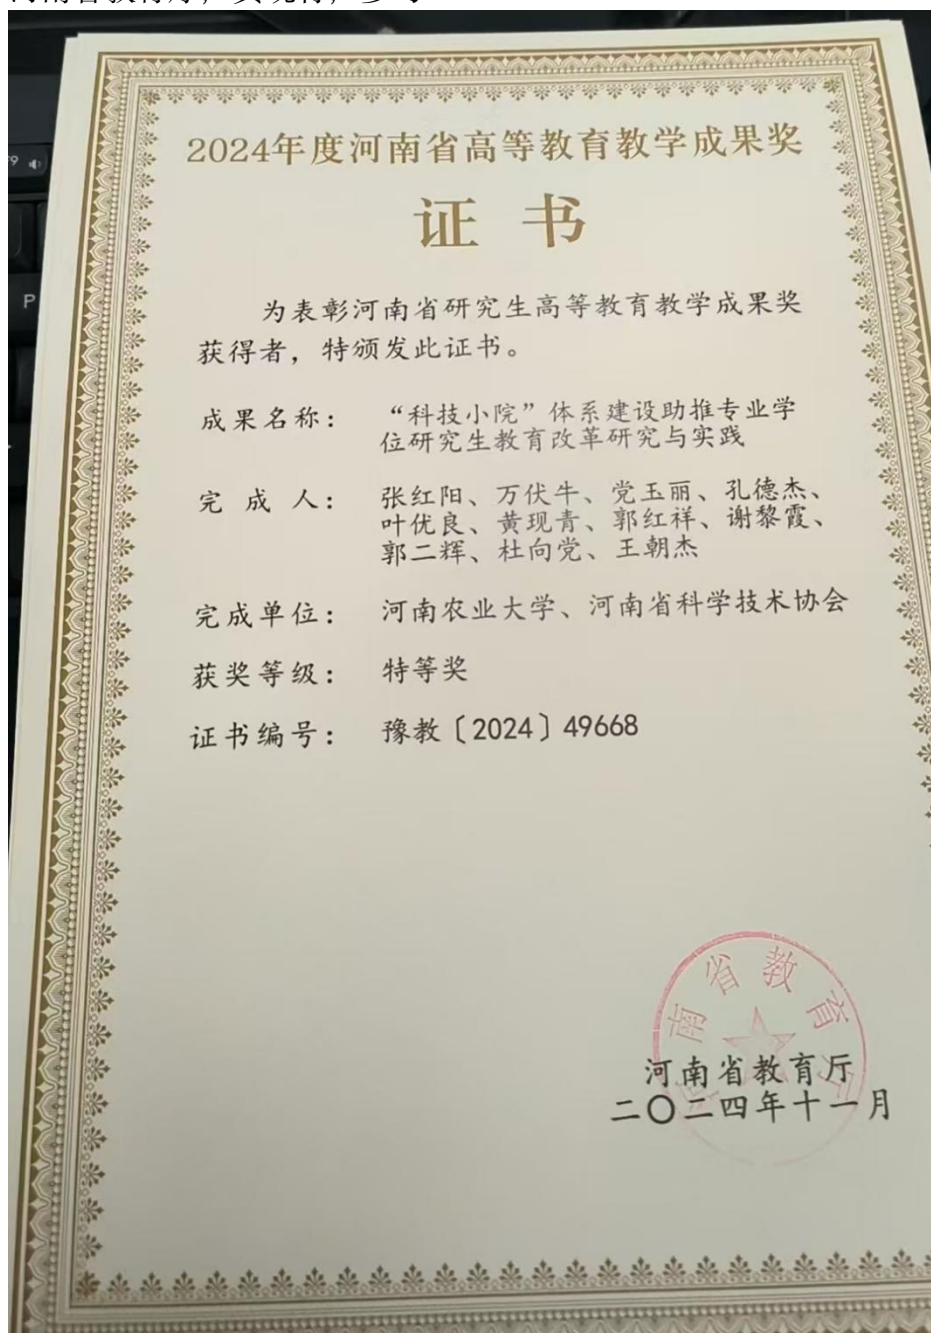 2024年度河南省高等教育教学成果奖
证 书
为表彰河南省研究生高等教育教学成果奖
获得者，特颁发此证书。
成果名称： “科技小院”体系建设助推专业学
位研究生教育改革研究与实践
完 成 人： 张红阳、万伏牛、党玉丽、孔德杰、
叶优良、黄现青、郭红祥、谢黎霞、
郭二辉、杜向党、王朝杰
完成单位： 河南农业大学、河南省科学技术协会
获奖等级： 特等奖
证书编号： 豫教〔2024〕49668
河南省教育厅
河南省教育厅
二〇二四年十一月
P